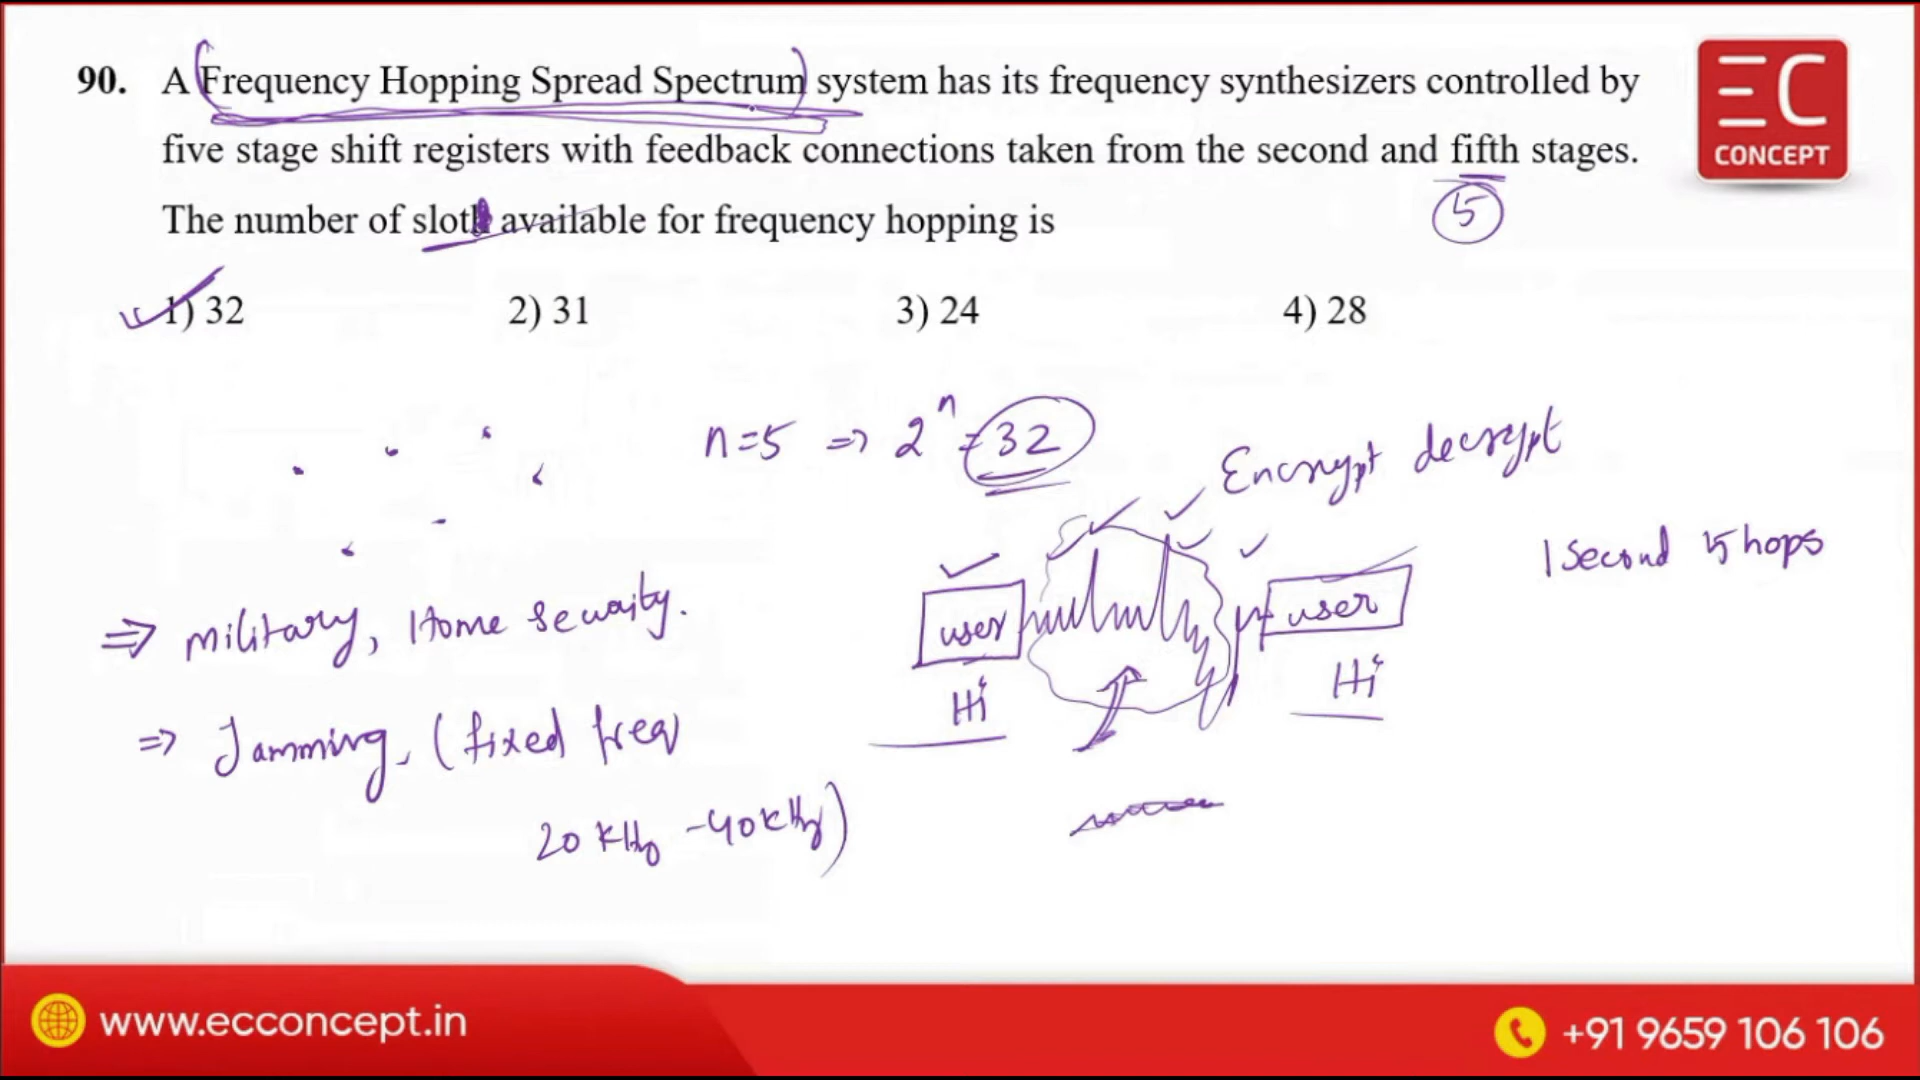 90. A Frequency Hopping Spread Spectrum system has its frequency synthesizers controlled by
five stage shift registers with feedback connections taken from the second and fifth stages.
The number of slot available for frequency hopping is
5
1) 32 2) 31 3) 24 4) 28
n=5 => 2^n = 32
Encrypt decrypt
1 second 5 hops
=> military, Home security.
user
user
Hi
Hi
=> Jamming, (fixed freq
20 kHz - 40 kHz)
EC
CONCEPT
www.ecconcept.in
+91 9659 106 106